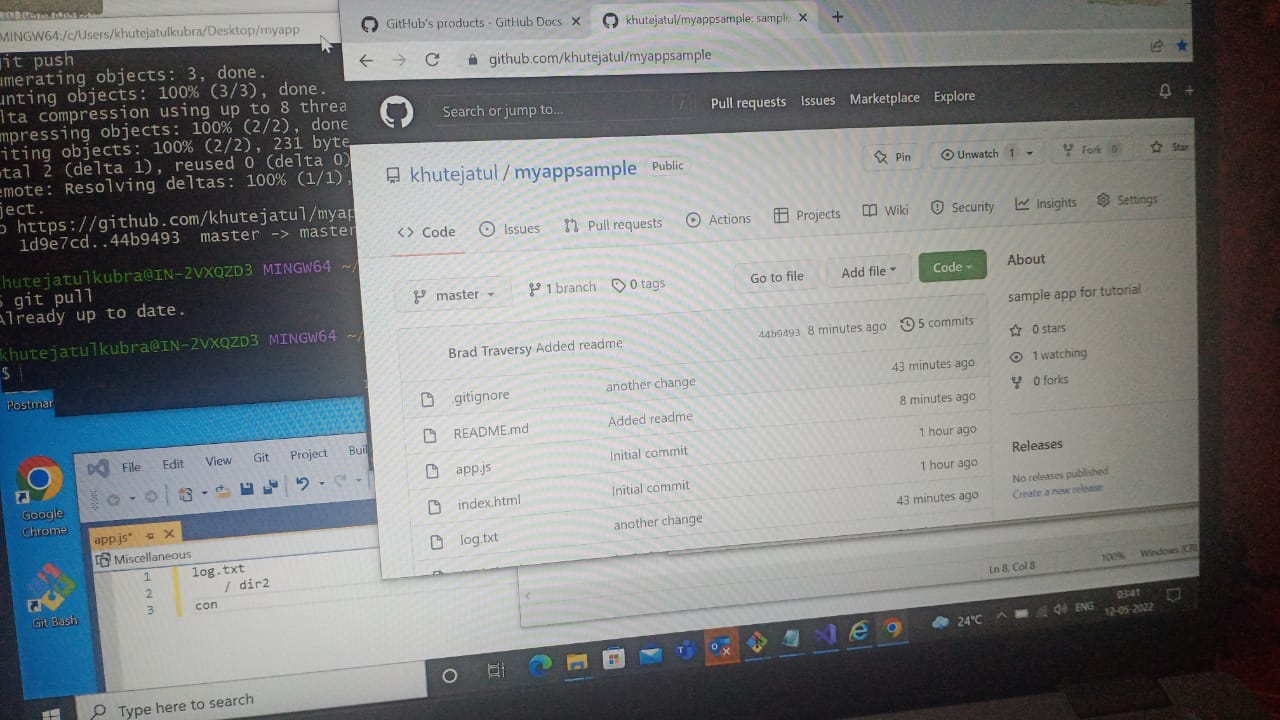 MINGW64:/c/Users/khutejatulkubra/Desktop/myapp
git push
umerating objects: 3, done.
unting objects: 100% (3/3), done.
lta compression using up to 8 threa
mpressing objects: 100% (2/2), done
iting objects: 100% (2/2), 231 byte
otal 2 (delta 1), reused 0 (delta 0)
emote: Resolving deltas: 100% (1/1),
ject.
o https://github.com/khutejatul/myap
1d9e7cd..44b9493 master -> master
khutejatulkubra@IN-2VXQZD3 MINGW64 ~/
$ git pull
Already up to date.
khutejatulkubra@IN-2VXQZD3 MINGW64 ~/
$
GitHub's products - GitHub Docs
khutejatul/myappsample: sample
github.com/khutejatul/myappsample
Search or jump to... /
Pull requests Issues Marketplace Explore
khutejatul / myappsample Public
Pin Unwatch 1 Fork 0 Star
Code Issues Pull requests Actions Projects Wiki Security Insights Settings
master 1 branch 0 tags Go to file Add file Code
Brad Traversy Added readme 44b9493 8 minutes ago 5 commits
.gitignore another change 43 minutes ago
README.md Added readme 8 minutes ago
app.js Initial commit 1 hour ago
index.html Initial commit 1 hour ago
log.txt another change 43 minutes ago
About
sample app for tutorial
0 stars
1 watching
0 forks
Releases
No releases published
Create a new release
Postmar
Google
Chrome
Git Bash
File Edit View Git Project Buil
app.js*
Miscellaneous
1 log.txt
2 / dir2
3 con
Ln 8, Col 8 100% Windows (CRL
Type here to search
24°C ENG 03:41
12-05-2022